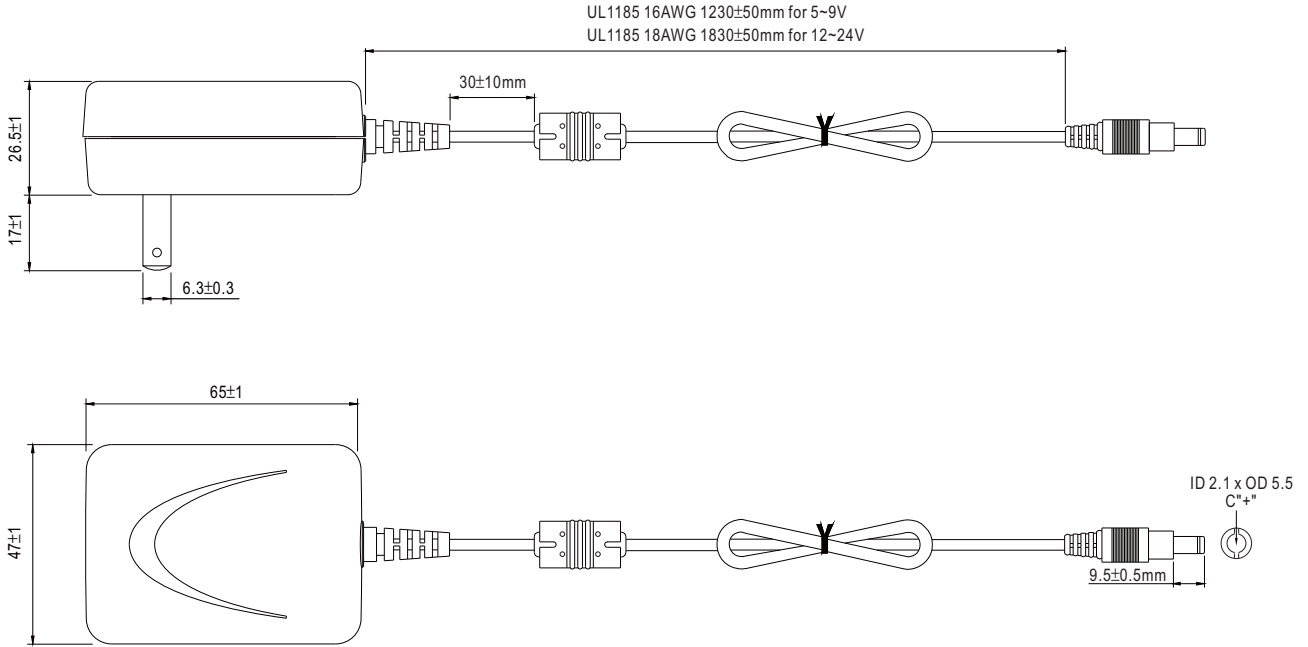 UL1185 16AWG 1230±50mm for 5~9V
UL1185 18AWG 1830±50mm for 12~24V
30±10mm
26.5±1
17±1
6.3±0.3
65±1
47±1
ID 2.1 x OD 5.5
C"+"
9.5±0.5mm